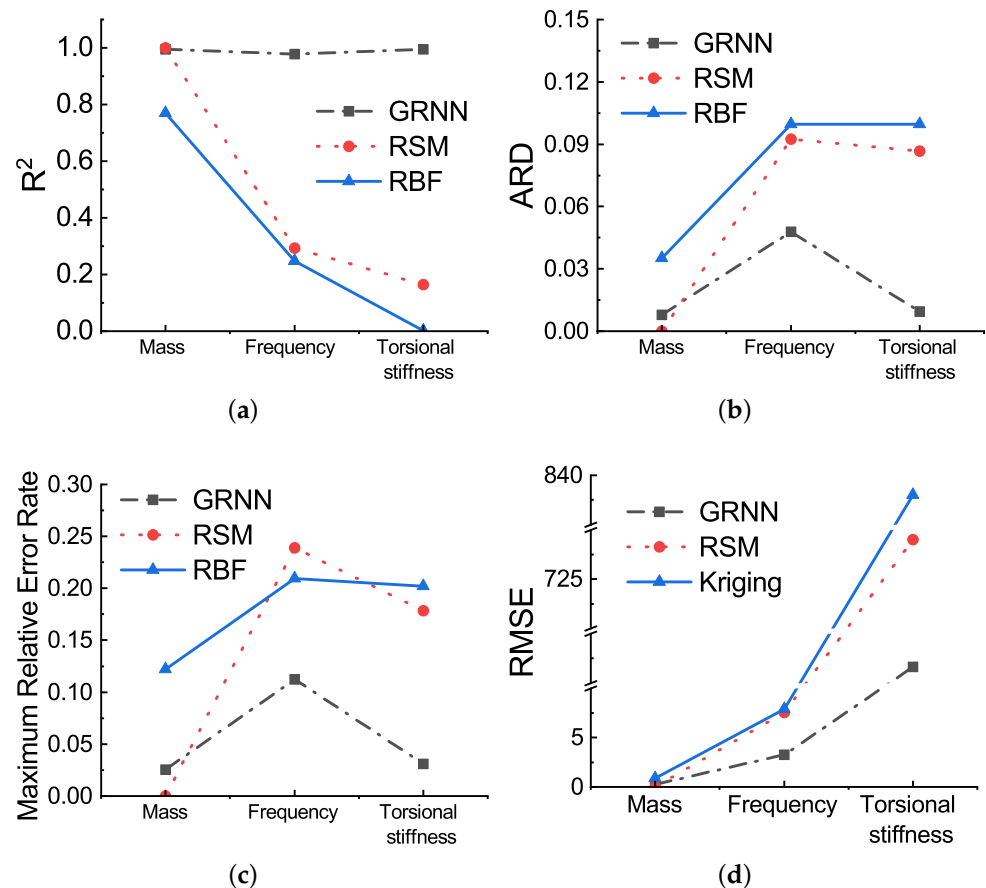 R²
1.0
0.8
0.6
0.4
0.2
0.0
GRNN
RSM
RBF
Mass
Frequency
Torsional
stiffness
(a)
ARD
0.15
0.12
0.09
0.06
0.03
0.00
GRNN
RSM
RBF
Mass
Frequency
Torsional
stiffness
(b)
Maximum Relative Error Rate
0.30
0.25
0.20
0.15
0.10
0.05
0.00
GRNN
RSM
RBF
Mass
Frequency
Torsional
stiffness
(c)
RMSE
840
725
5
0
GRNN
RSM
Kriging
Mass
Frequency
Torsional
stiffness
(d)